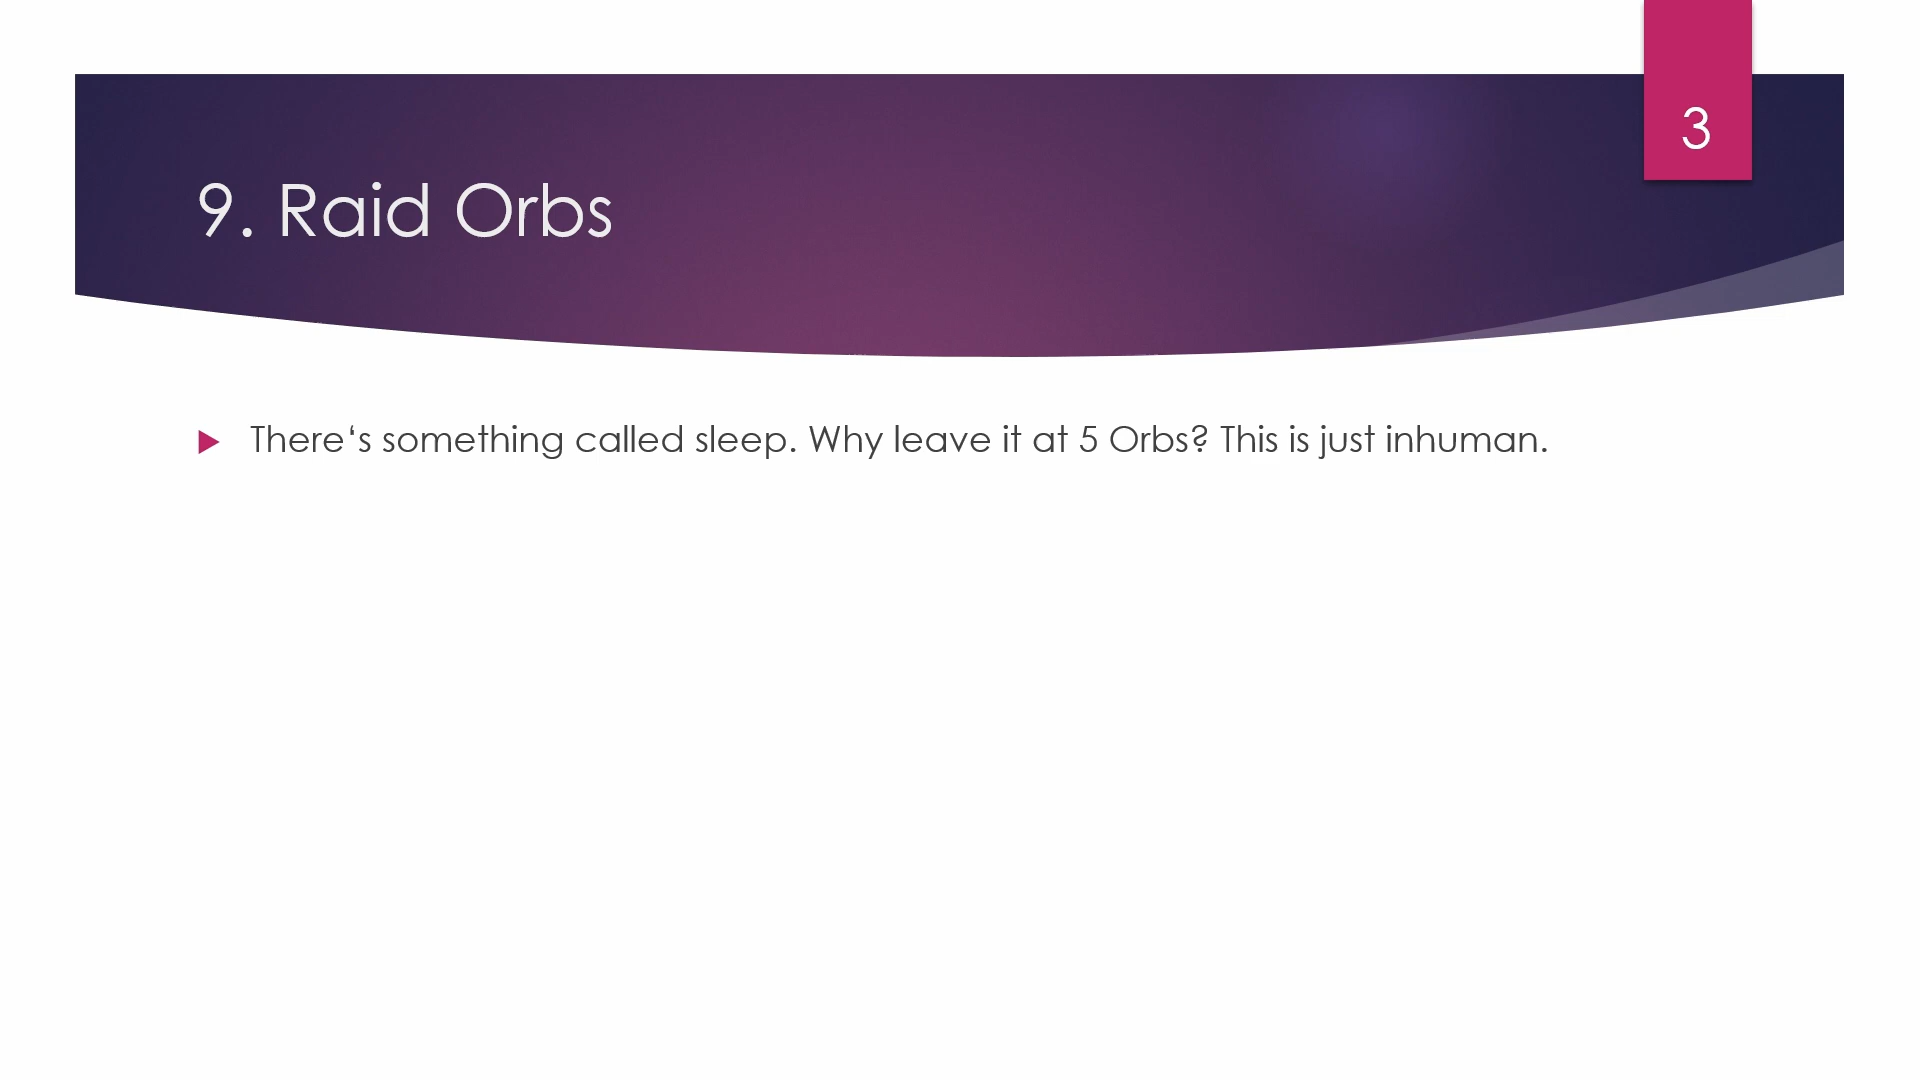 3
9. Raid Orbs
There‘s something called sleep. Why leave it at 5 Orbs? This is just inhuman.